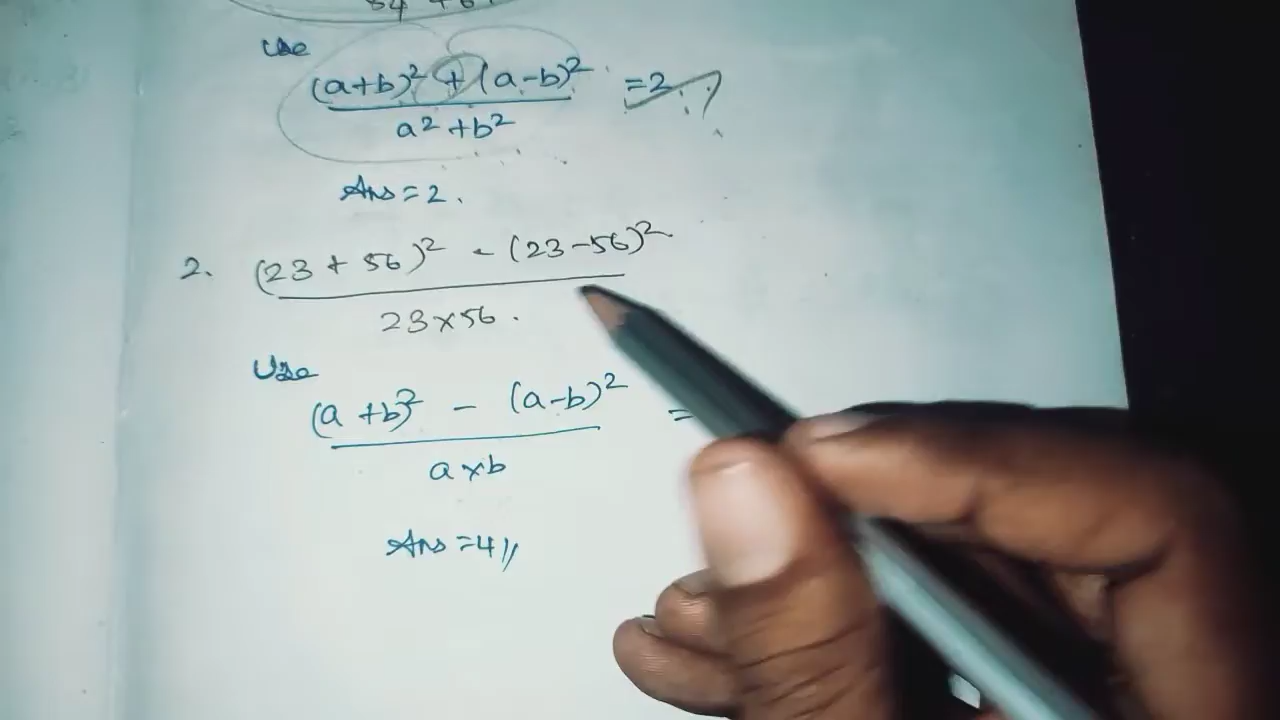 Use
(a+b)² + (a-b)² =2
a² +b²
Ans = 2.
2. (23 + 56)² - (23-56)²
23×56.
Use
(a +b)² - (a-b)² =
a×b
Ans =4//